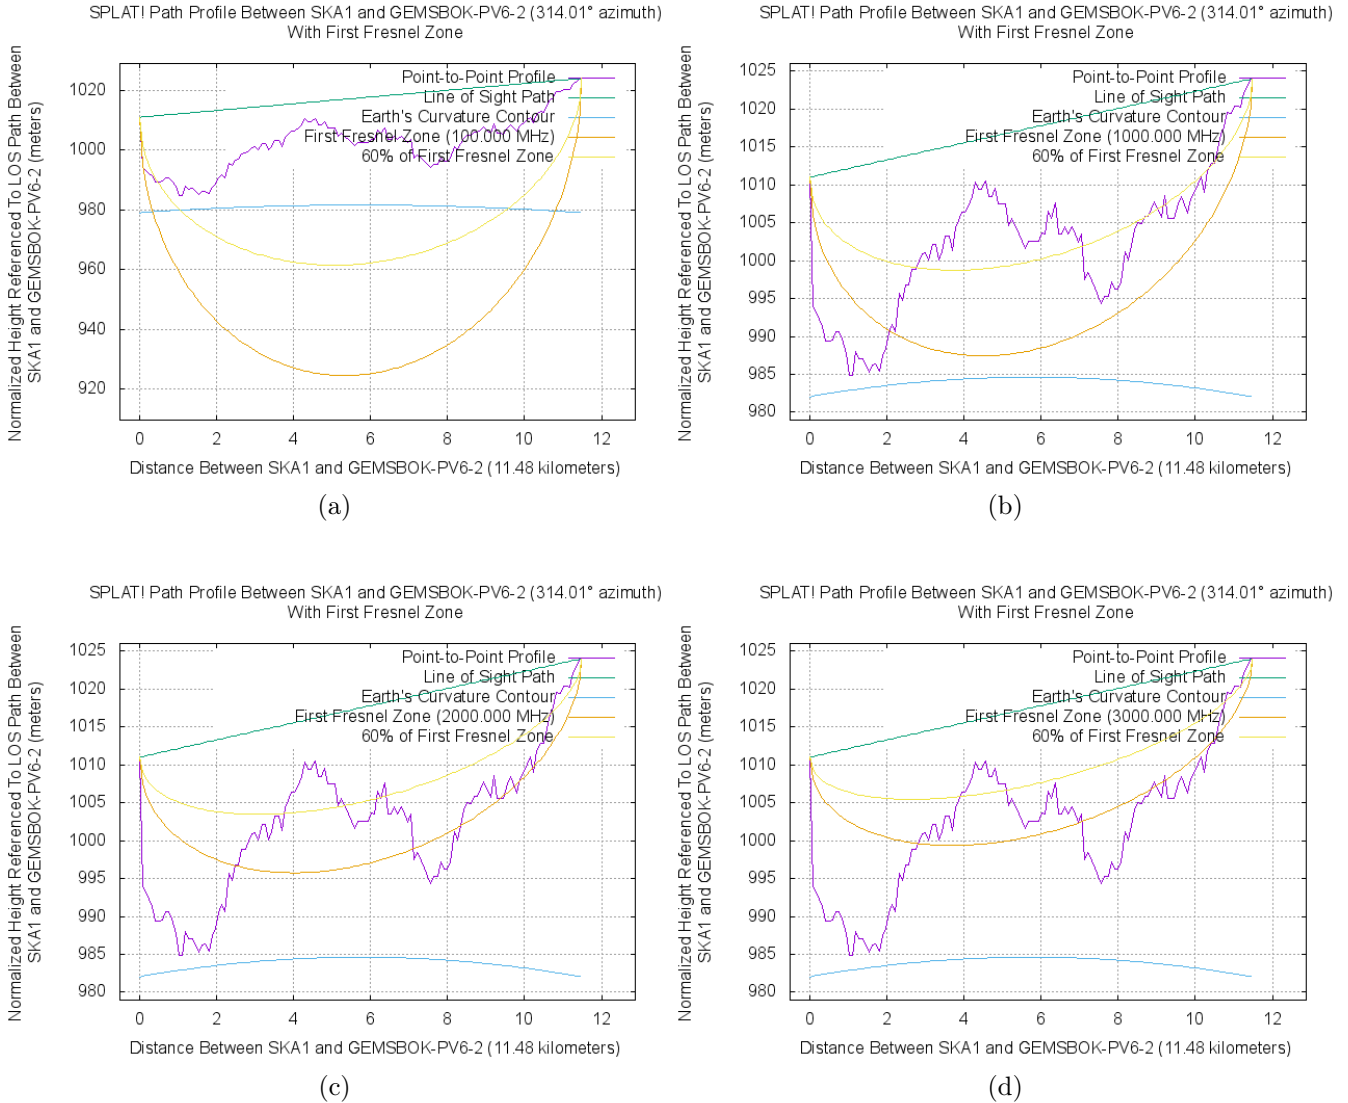 SPLAT! Path Profile Between SKA1 and GEMSBOK-PV6-2 (314.01° azimuth)
With First Fresnel Zone
Normalized Height Referenced To LOS Path Between
SKA1 and GEMSBOK-PV6-2 (meters)
1020
1000
980
960
940
920
Point-to-Point Profile
Line of Sight Path
Earth's Curvature Contour
First Fresnel Zone (100.000 MHz)
60% of First Fresnel Zone
0 2 4 6 8 10 12
Distance Between SKA1 and GEMSBOK-PV6-2 (11.48 kilometers)
(a)
SPLAT! Path Profile Between SKA1 and GEMSBOK-PV6-2 (314.01° azimuth)
With First Fresnel Zone
Normalized Height Referenced To LOS Path Between
SKA1 and GEMSBOK-PV6-2 (meters)
1025
1020
1015
1010
1005
1000
995
990
985
980
Point-to-Point Profile
Line of Sight Path
Earth's Curvature Contour
First Fresnel Zone (1000.000 MHz)
60% of First Fresnel Zone
0 2 4 6 8 10 12
Distance Between SKA1 and GEMSBOK-PV6-2 (11.48 kilometers)
(b)
SPLAT! Path Profile Between SKA1 and GEMSBOK-PV6-2 (314.01° azimuth)
With First Fresnel Zone
Normalized Height Referenced To LOS Path Between
SKA1 and GEMSBOK-PV6-2 (meters)
1025
1020
1015
1010
1005
1000
995
990
985
980
Point-to-Point Profile
Line of Sight Path
Earth's Curvature Contour
First Fresnel Zone (2000.000 MHz)
60% of First Fresnel Zone
0 2 4 6 8 10 12
Distance Between SKA1 and GEMSBOK-PV6-2 (11.48 kilometers)
(c)
SPLAT! Path Profile Between SKA1 and GEMSBOK-PV6-2 (314.01° azimuth)
With First Fresnel Zone
Normalized Height Referenced To LOS Path Between
SKA1 and GEMSBOK-PV6-2 (meters)
1025
1020
1015
1010
1005
1000
995
990
985
980
Point-to-Point Profile
Line of Sight Path
Earth's Curvature Contour
First Fresnel Zone (3000.000 MHz)
60% of First Fresnel Zone
0 2 4 6 8 10 12
Distance Between SKA1 and GEMSBOK-PV6-2 (11.48 kilometers)
(d)